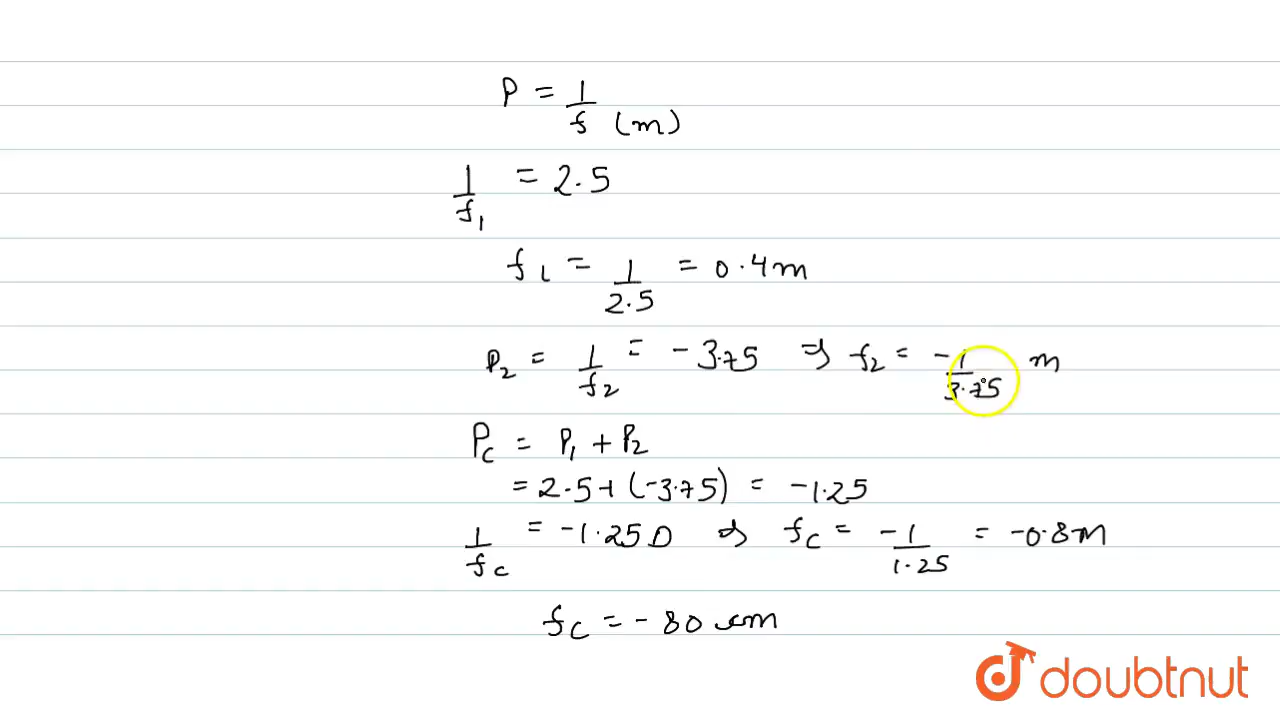 P = 1/f (m)
1/f₁ = 2.5
f₁ = 1/2.5 = 0.4 m
P₂ = 1/f₂ = - 3.75 ⇒ f₂ = -1/3.75 m
P_C = P₁ + P₂
= 2.5 + (-3.75) = -1.25
1/f_C = -1.25 D ⇒ f_C = -1/1.25 = -0.8 m
f_C = - 80 cm
doubtnut